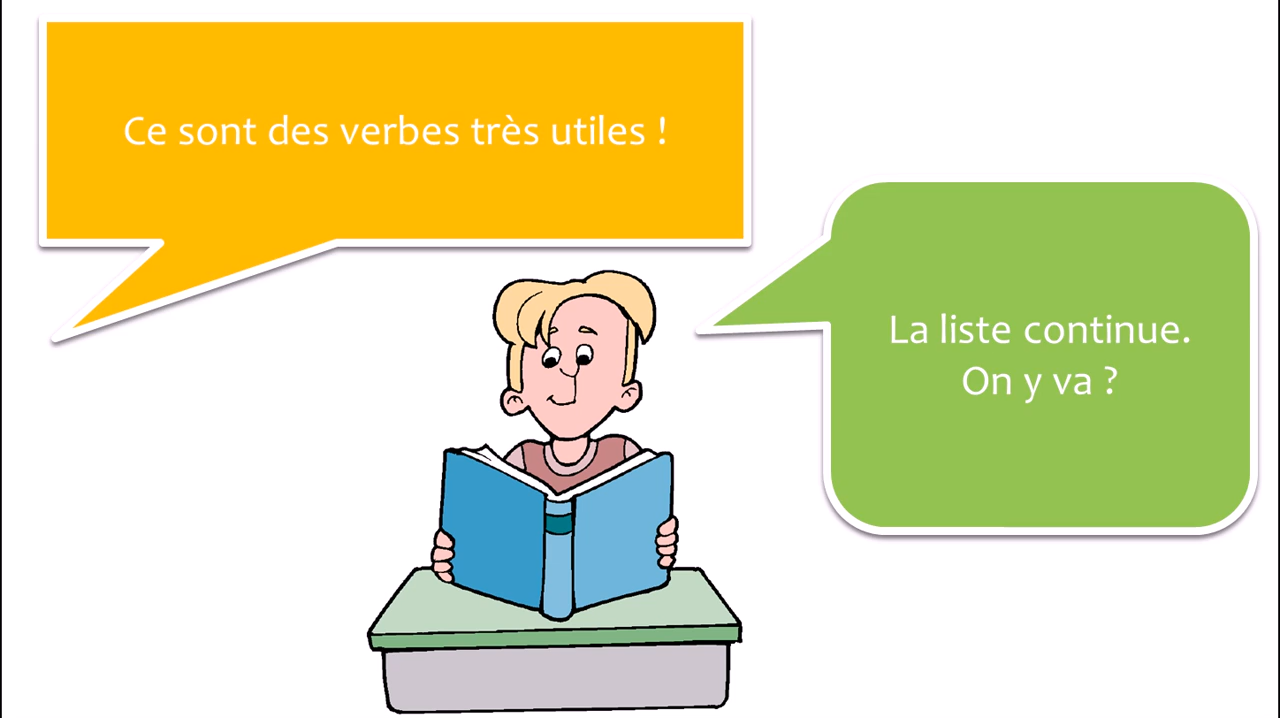 Ce sont des verbes très utiles !
La liste continue.
On y va ?